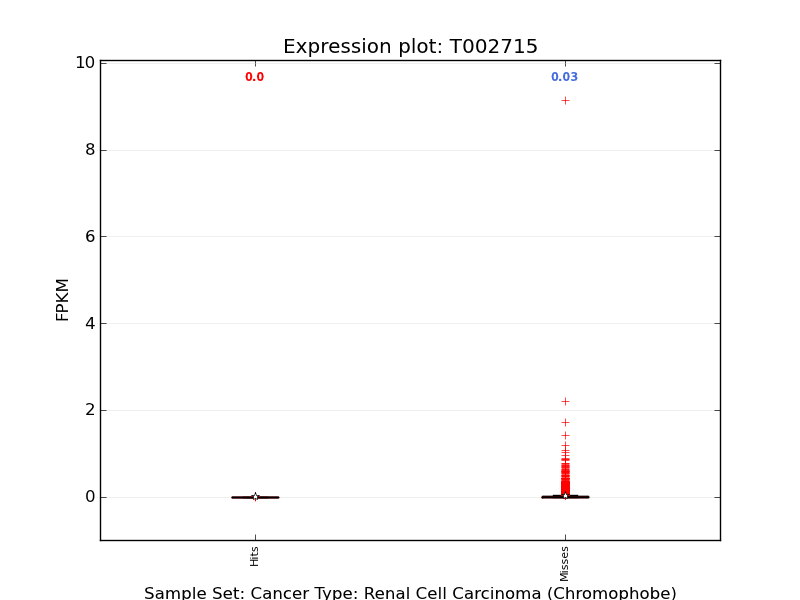 Expression plot: T002715
10
0.0
0.03
8
6
FPKM
4
2
0
Hits
Misses
Sample Set: Cancer Type: Renal Cell Carcinoma (Chromophobe)